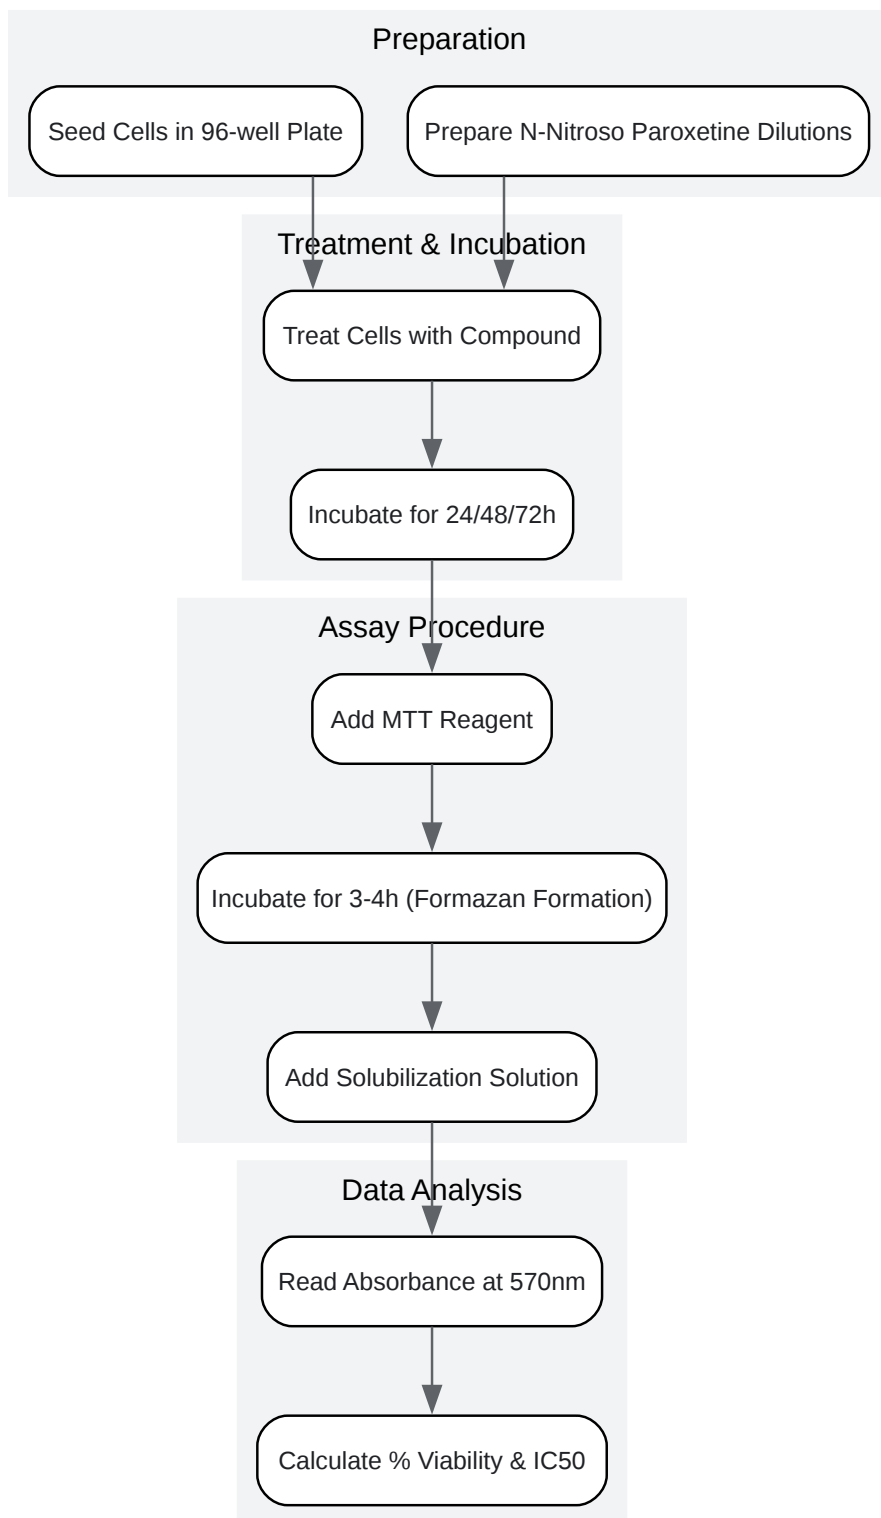 Preparation
Seed Cells in 96-well Plate
Prepare N-Nitroso Paroxetine Dilutions
Treatment & Incubation
Treat Cells with Compound
Incubate for 24/48/72h
Assay Procedure
Add MTT Reagent
Incubate for 3-4h (Formazan Formation)
Add Solubilization Solution
Data Analysis
Read Absorbance at 570nm
Calculate % Viability & IC50